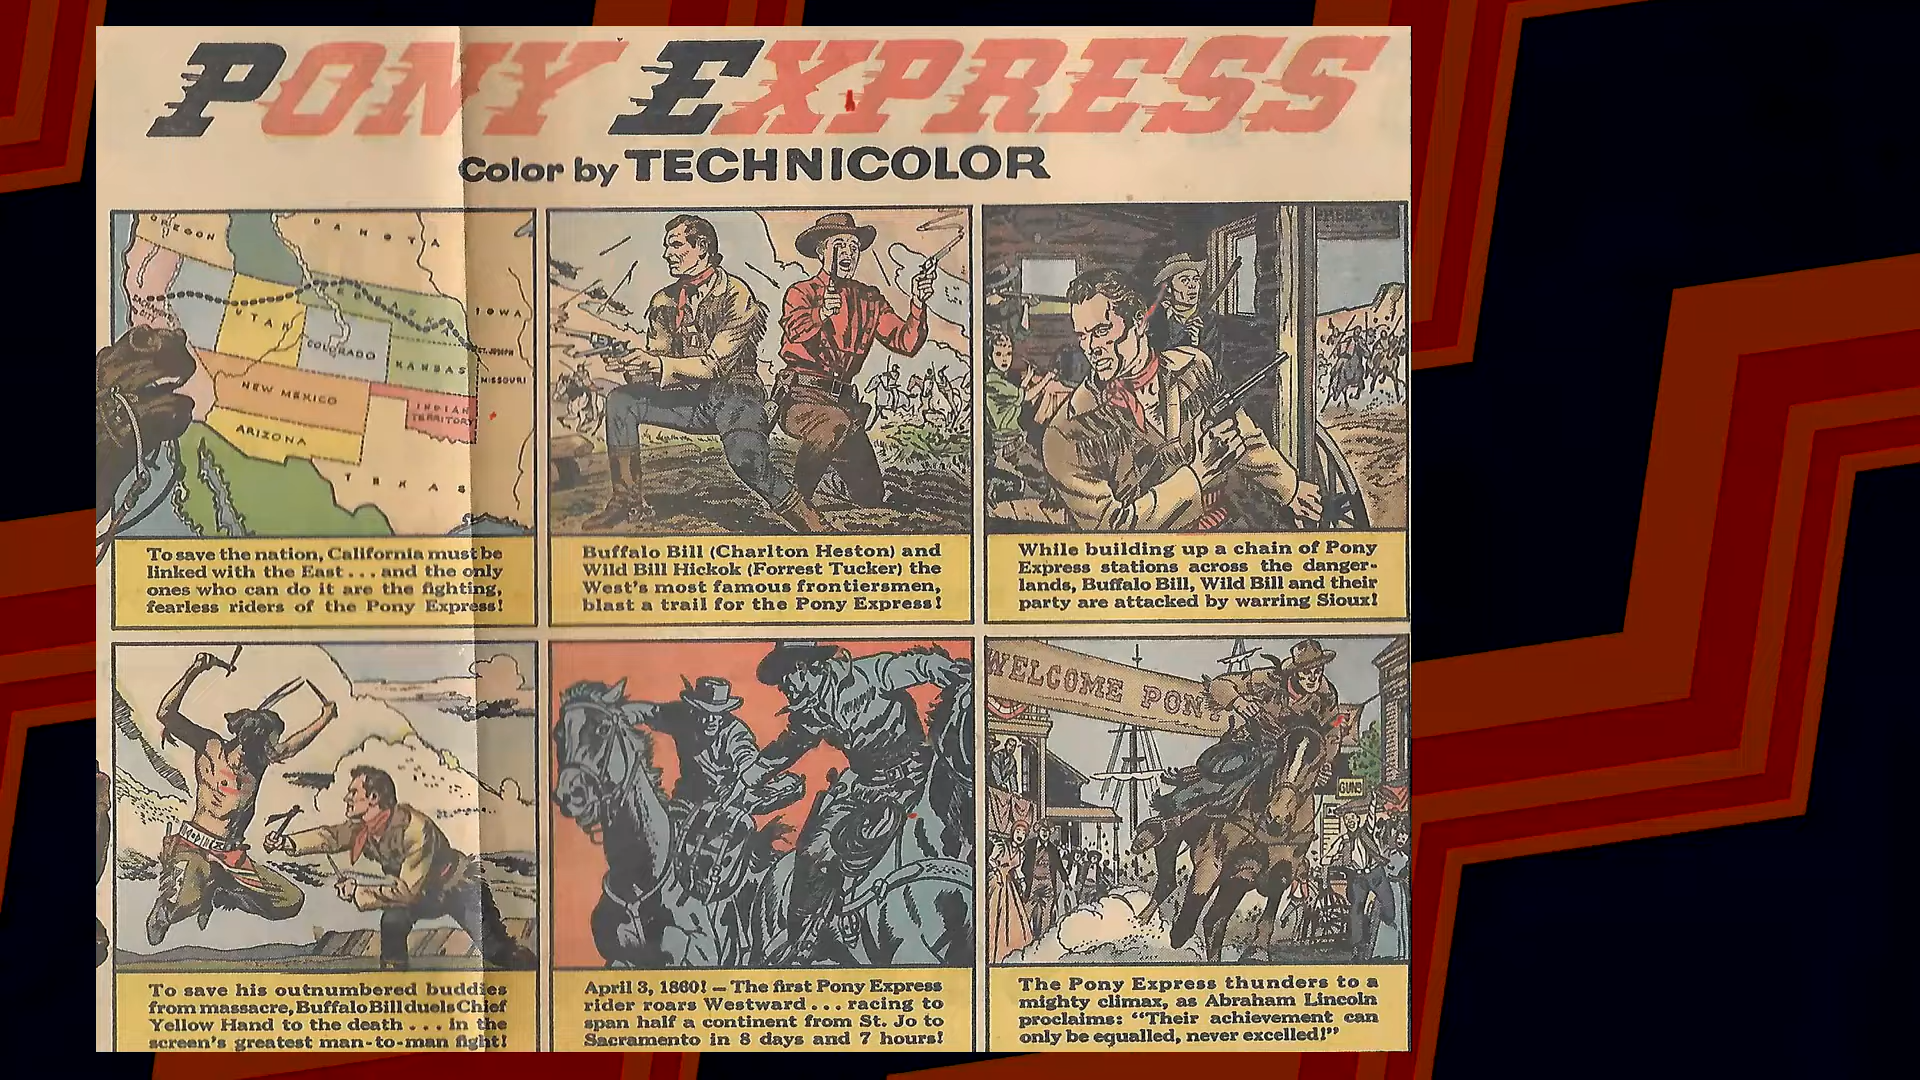 PONY EXPRESS
Color by TECHNICOLOR
OREGON
DAKOTA
NEBRASKA
IOWA
UTAH
COLORADO
ST. JOSEPH
KANSAS
MISSOURI
NEW MEXICO
INDIAN
TERRITORY
ARIZONA
TEXAS
To save the nation, California must be
linked with the East...and the only
ones who can do it are the fighting,
fearless riders of the Pony Express!
Buffalo Bill (Charlton Heston) and
Wild Bill Hickok (Forrest Tucker) the
West's most famous frontiersmen,
blast a trail for the Pony Express!
While building up a chain of Pony
Express stations across the danger-
lands, Buffalo Bill, Wild Bill and their
party are attacked by warring Sioux!
WELCOME PONY
GUNS
To save his outnumbered buddies
from massacre, Buffalo Bill duels Chief
Yellow Hand to the death...in the
screen's greatest man-to-man fight!
April 3, 1860! — The first Pony Express
rider roars Westward...racing to
span half a continent from St. Jo to
Sacramento in 8 days and 7 hours!
The Pony Express thunders to a
mighty climax, as Abraham Lincoln
proclaims: "Their achievement can
only be equalled, never excelled!"